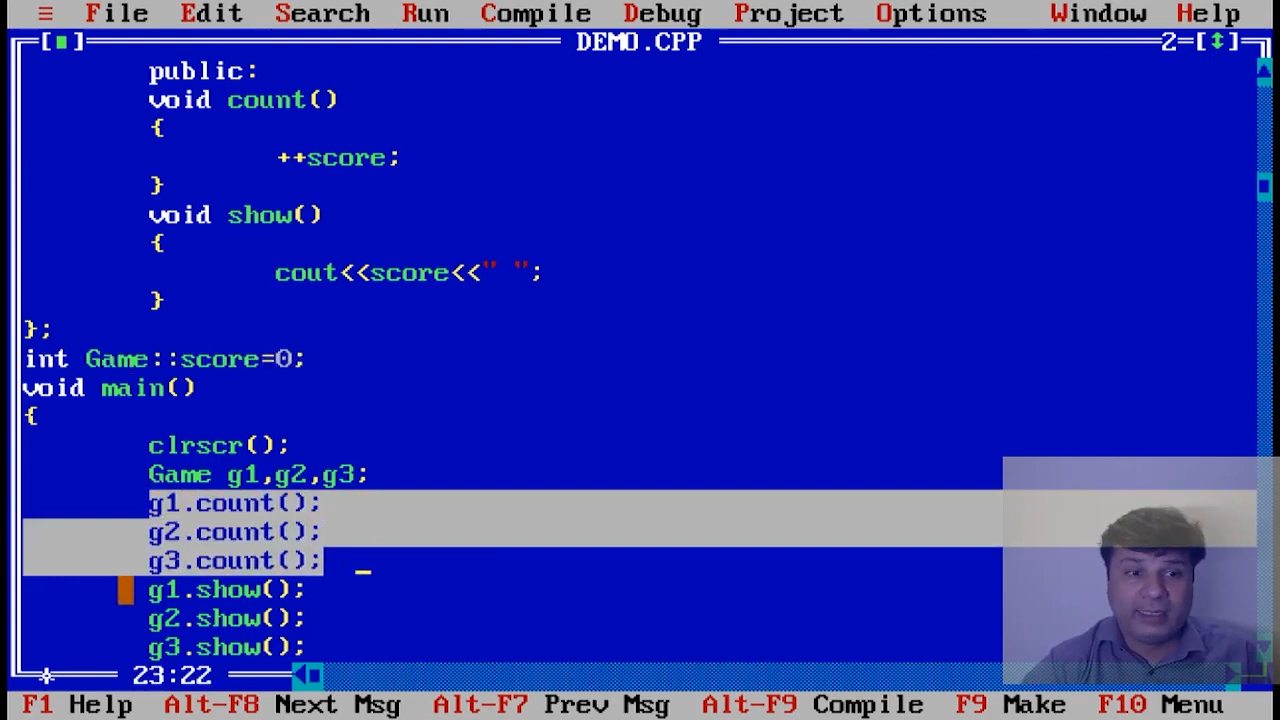 ≡ File Edit Search Run Compile Debug Project Options Window Help
[■] DEMO.CPP 2=[↕]
public:
void count()
{
++score;
}
void show()
{
cout<<score<<" ";
}
};
int Game::score=0;
void main()
{
clrscr();
Game g1,g2,g3;
g1.count();
g2.count();
g3.count();
g1.show();
g2.show();
g3.show();
23:22
F1 Help Alt-F8 Next Msg Alt-F7 Prev Msg Alt-F9 Compile F9 Make F10 Menu